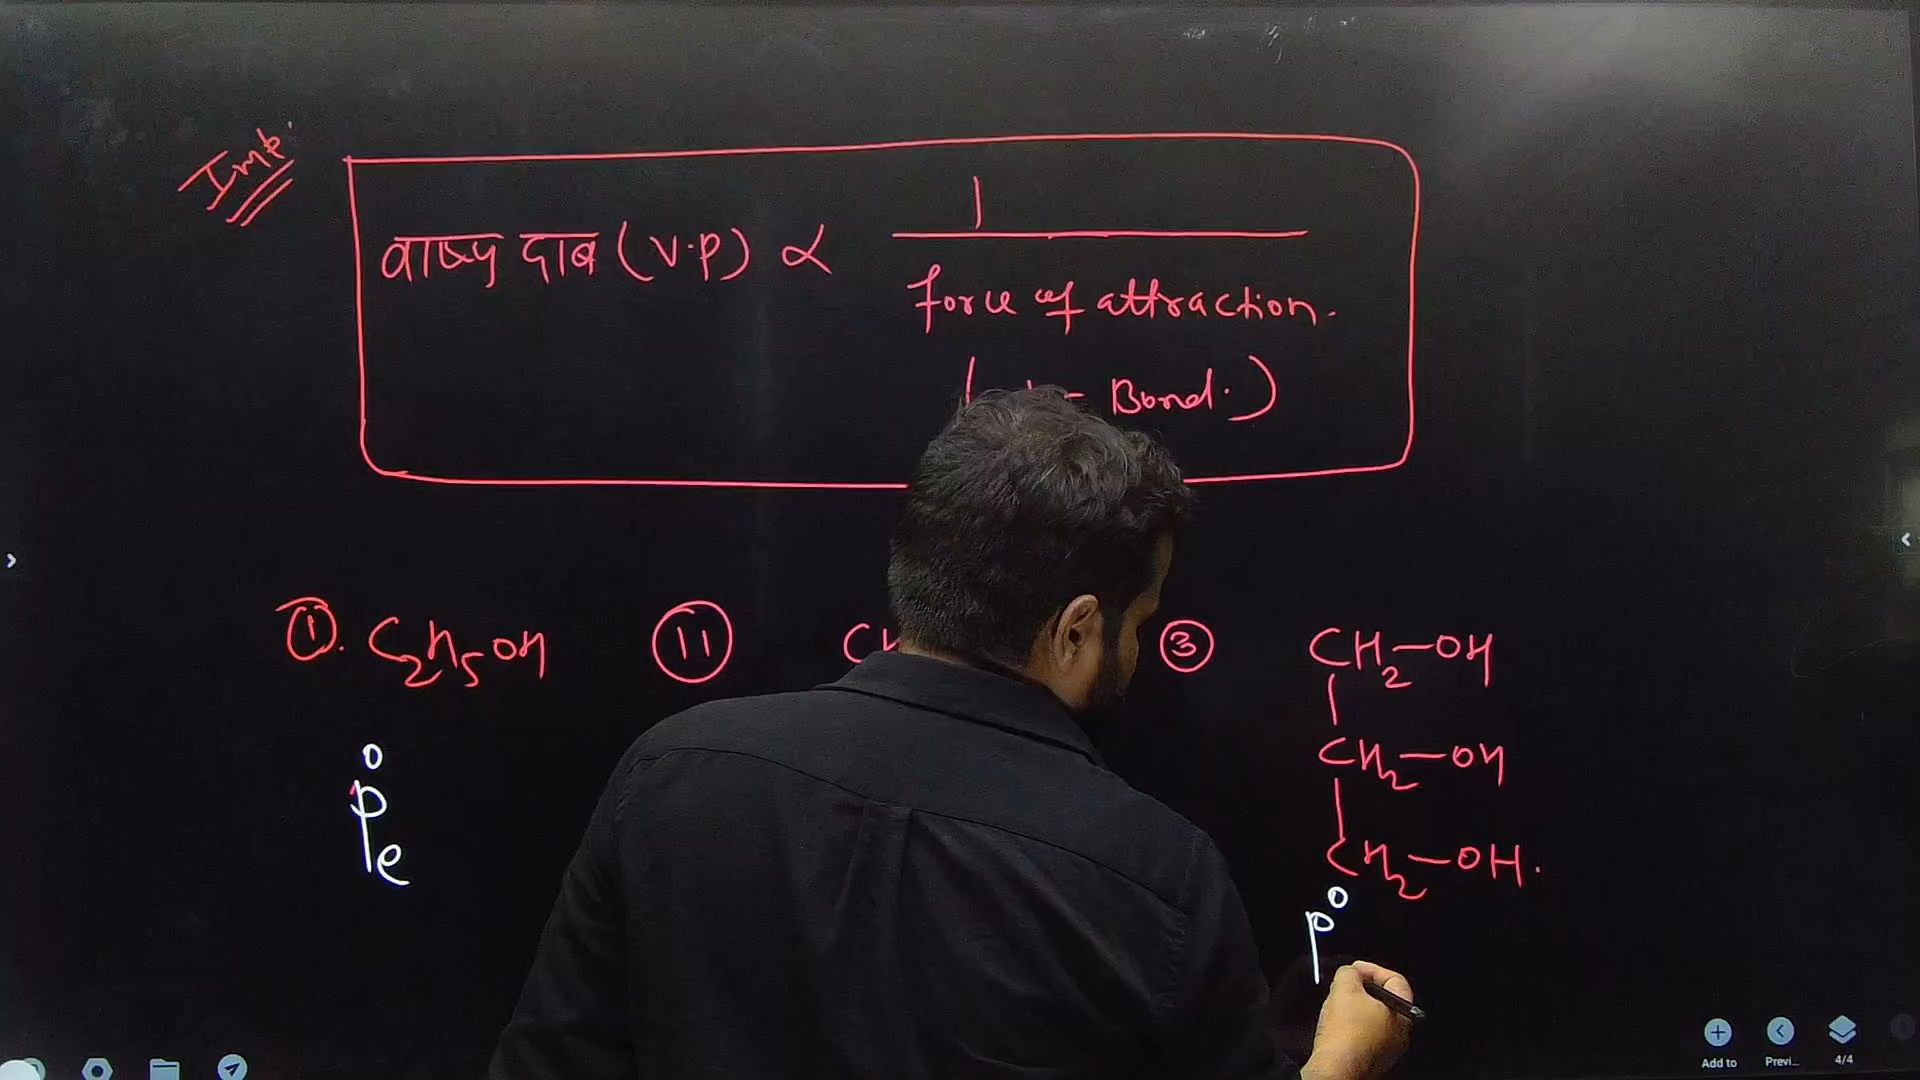 Imp.
वाष्प दाब (V.P) ∝ 1
force of attraction.
Bond.)
① . C2H5OH
11
3
CH2-OH
CH2-OH
CH2-OH.
P°e
P°
Add to
Previ...
4/4